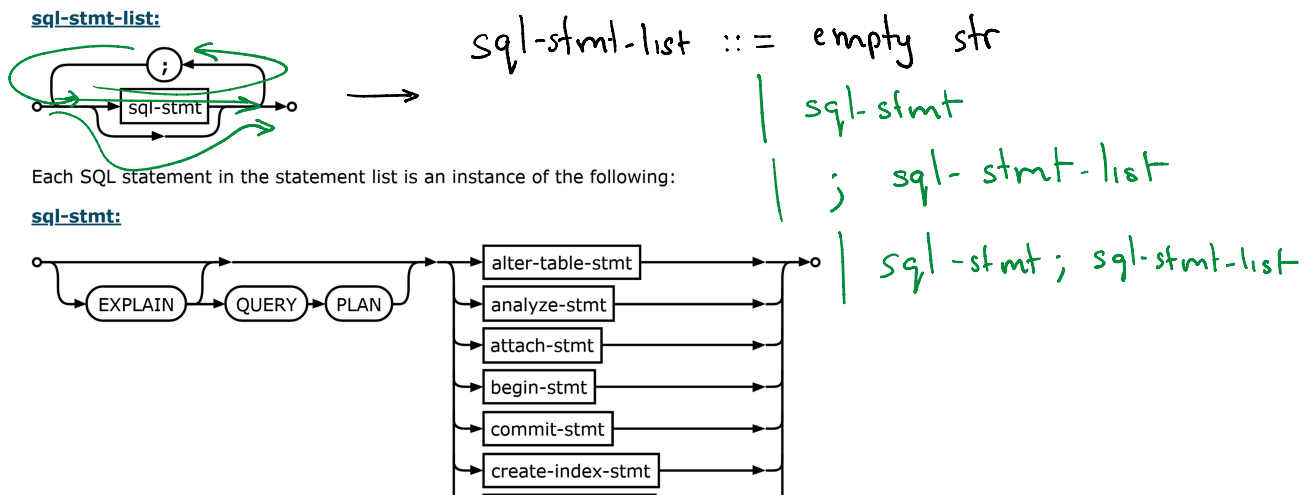 sql-stmt-list:
sql-stmt-list ::= empty str
;
sql-stmt
| sql-stmt
| ; sql-stmt-list
| sql-stmt; sql-stmt-list
Each SQL statement in the statement list is an instance of the following:
sql-stmt:
EXPLAIN
QUERY
PLAN
alter-table-stmt
analyze-stmt
attach-stmt
begin-stmt
commit-stmt
create-index-stmt